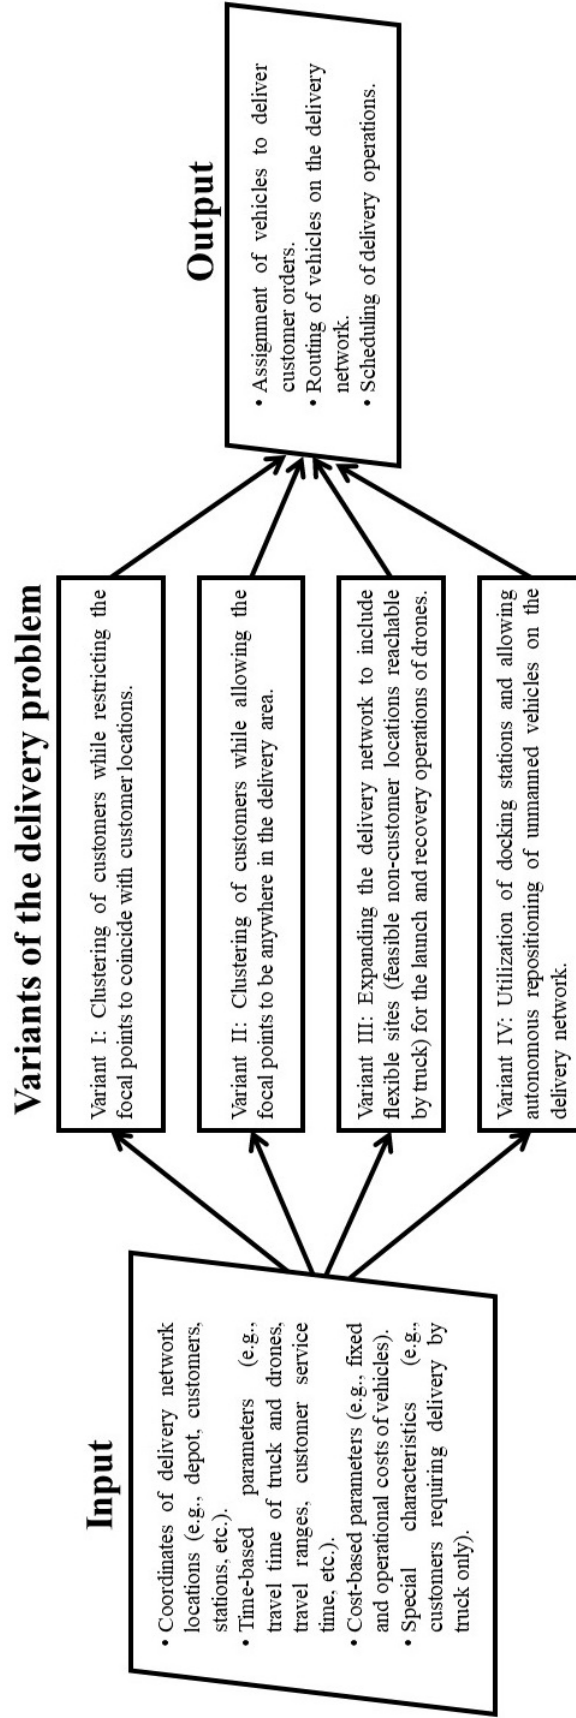 Input
• Coordinates of delivery network
locations (e.g., depot, customers,
stations, etc.).
• Time-based parameters (e.g.,
travel time of truck and drones,
travel ranges, customer service
time, etc.).
• Cost-based parameters (e.g., fixed
and operational costs of vehicles).
• Special characteristics (e.g.,
customers requiring delivery by
truck only).
Variants of the delivery problem
Variant I: Clustering of customers while restricting the
focal points to coincide with customer locations.
Variant II: Clustering of customers while allowing the
focal points to be anywhere in the delivery area.
Variant III: Expanding the delivery network to include
flexible sites (feasible non-customer locations reachable
by truck) for the launch and recovery operations of drones.
Variant IV: Utilization of docking stations and allowing
autonomous repositioning of unmanned vehicles on the
delivery network.
Output
• Assignment of vehicles to deliver
customer orders.
• Routing of vehicles on the delivery
network.
• Scheduling of delivery operations.